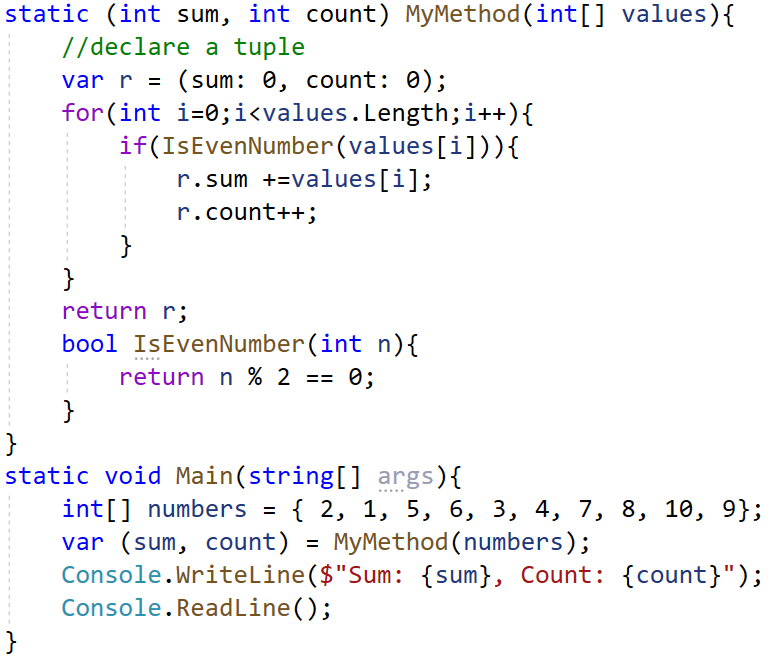 static (int sum, int count) MyMethod(int[] values){
    //declare a tuple
    var r = (sum: 0, count: 0);
    for(int i=0;i<values.Length;i++){
        if(IsEvenNumber(values[i])){
            r.sum +=values[i];
            r.count++;
        }
    }
    return r;
    bool IsEvenNumber(int n){
        return n % 2 == 0;
    }
}
static void Main(string[] args){
    int[] numbers = { 2, 1, 5, 6, 3, 4, 7, 8, 10, 9};
    var (sum, count) = MyMethod(numbers);
    Console.WriteLine($"Sum: {sum}, Count: {count}");
    Console.ReadLine();
}